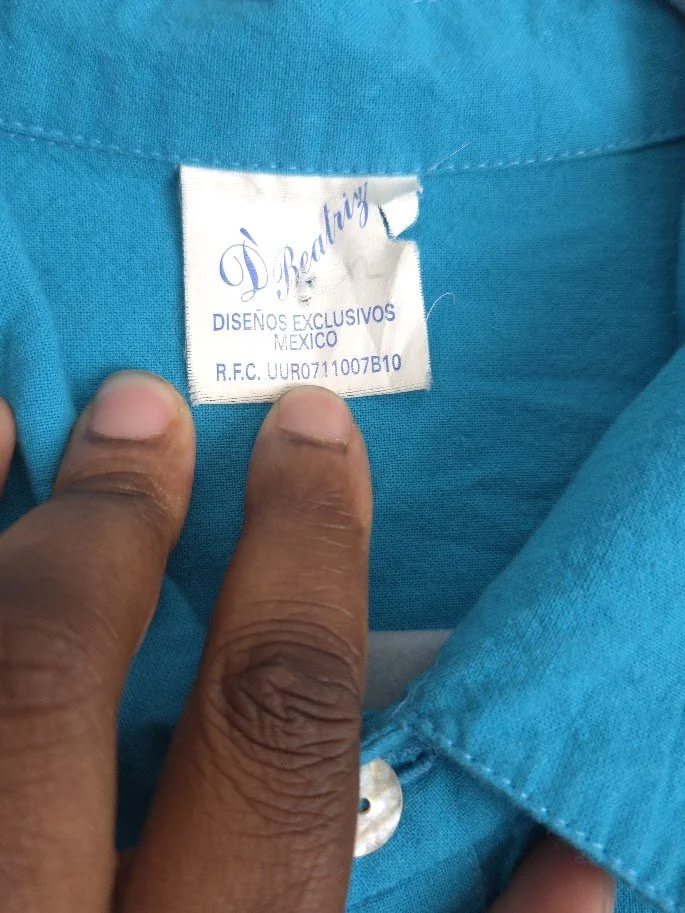 D̀ Beatriz
DISEÑOS EXCLUSIVOS
MEXICO
R.F.C. UUR0711007B10